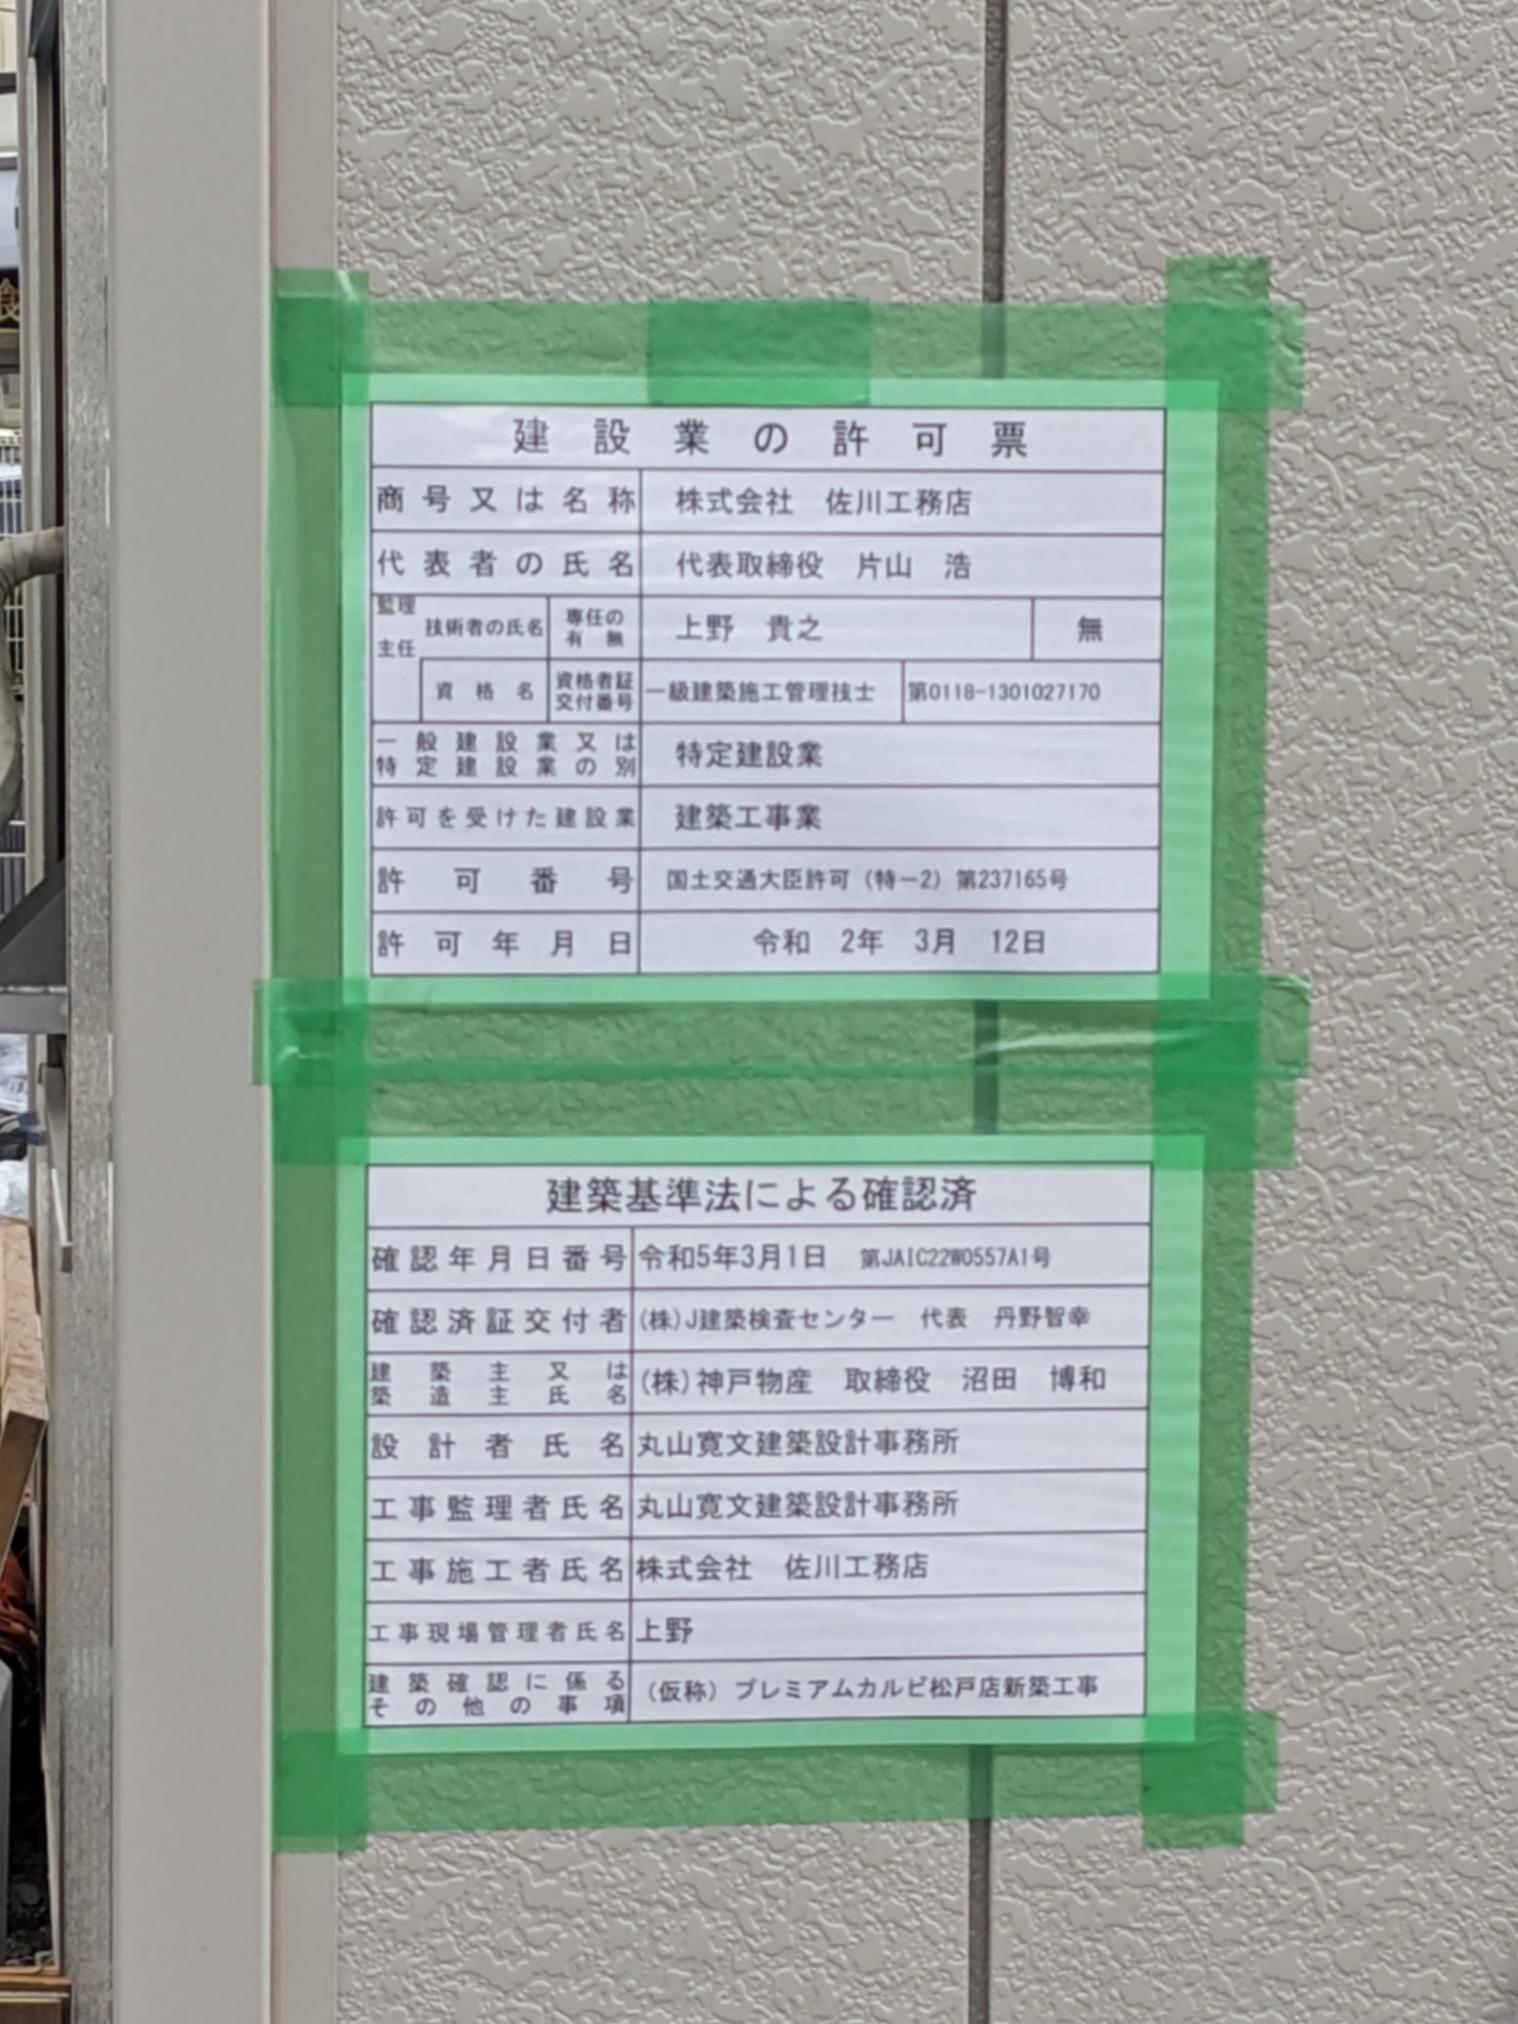 建設業の許可票
商号又は名称 株式会社 佐川工務店
代表者の氏名 代表取締役 片山 浩
監理
主任 技術者の氏名 専任の
有無 上野 貴之 無
資格名 資格者証
交付番号 一級建築施工管理技士 第0118-1301027170
一般建設業又は
特定建設業の別 特定建設業
許可を受けた建設業 建築工事業
許可番号 国土交通大臣許可(特-2)第237165号
許可年月日 令和 2年 3月 12日
建築基準法による確認済
確認年月日番号 令和5年3月1日 第JAIC22W0557A1号
確認済証交付者 (株)J建築検査センター 代表 丹野智幸
建築主又は
築造主氏名 (株)神戸物産 取締役 沼田 博和
設計者氏名 丸山寛文建築設計事務所
工事監理者氏名 丸山寛文建築設計事務所
工事施工者氏名 株式会社 佐川工務店
工事現場管理者氏名 上野
建築確認に係る
その他の事項 (仮称)プレミアムカルビ松戸店新築工事